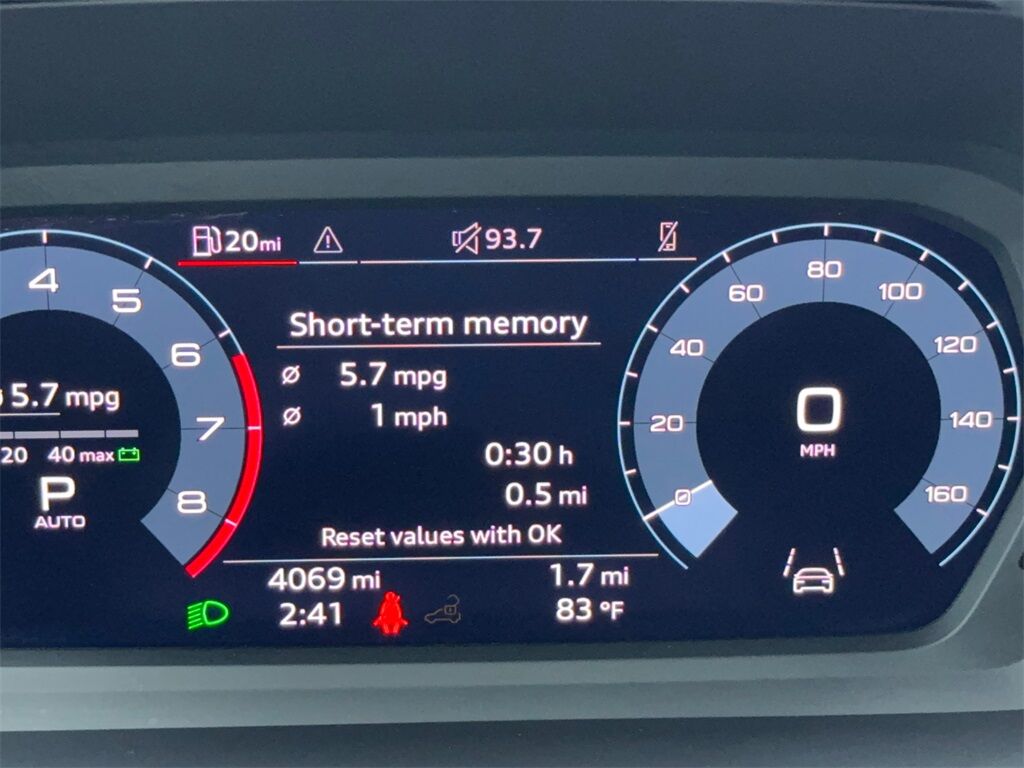 20 mi
93.7
4
5
6
7
8
5.7 mpg
20 40 max
P
AUTO
Short-term memory
Ø 5.7 mpg
Ø 1 mph
0:30 h
0.5 mi
Reset values with OK
4069 mi 1.7 mi
2:41 83 °F
0
20
40
60
80
100
120
140
160
0
MPH